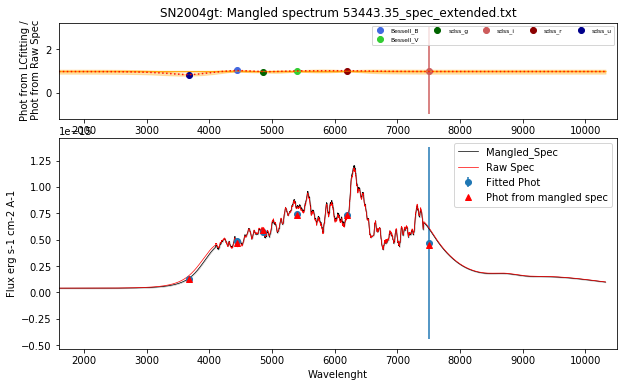 SN2004gt: Mangled spectrum 53443.35_spec_extended.txt
Phot from LCfitting /
Phot from Raw Spec
2
0
Bessell_B
Bessell_V
sdss_g
sdss_i
sdss_r
sdss_u
2000 3000 4000 5000 6000 7000 8000 9000 10000
1e−15
Flux erg s-1 cm-2 A-1
1.25
1.00
0.75
0.50
0.25
0.00
−0.25
−0.50
Mangled_Spec
Raw Spec
Fitted Phot
Phot from mangled spec
2000 3000 4000 5000 6000 7000 8000 9000 10000
Wavelenght